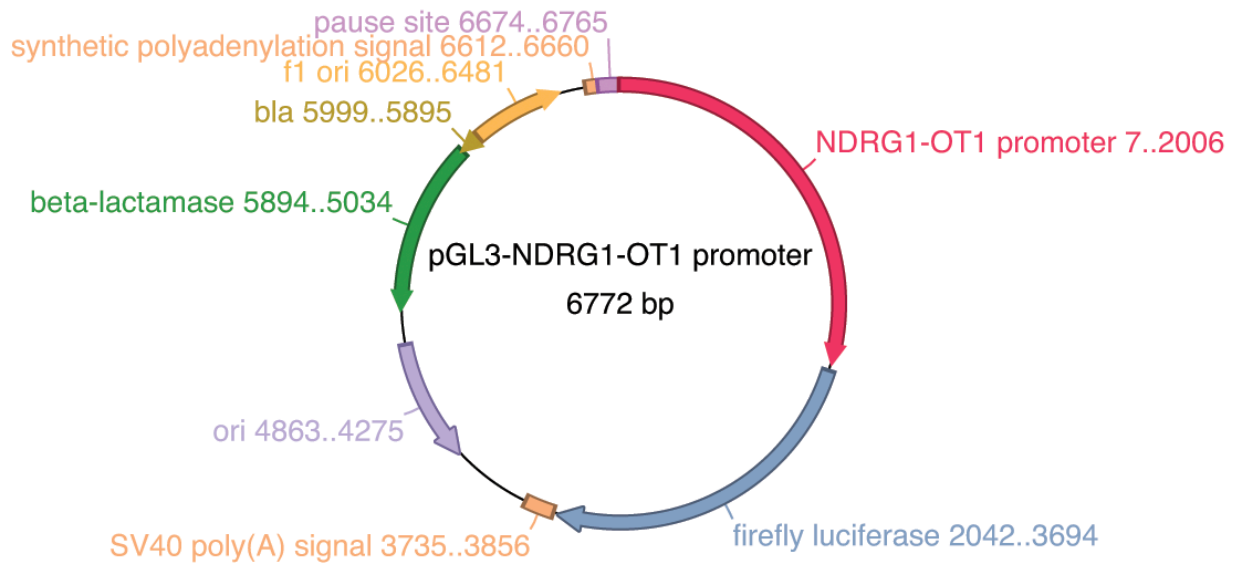 pause site 6674..6765
synthetic polyadenylation signal 6612..6660
f1 ori 6026..6481
bla 5999..5895
NDRG1-OT1 promoter 7..2006
beta-lactamase 5894..5034
pGL3-NDRG1-OT1 promoter
6772 bp
ori 4863..4275
firefly luciferase 2042..3694
SV40 poly(A) signal 3735..3856